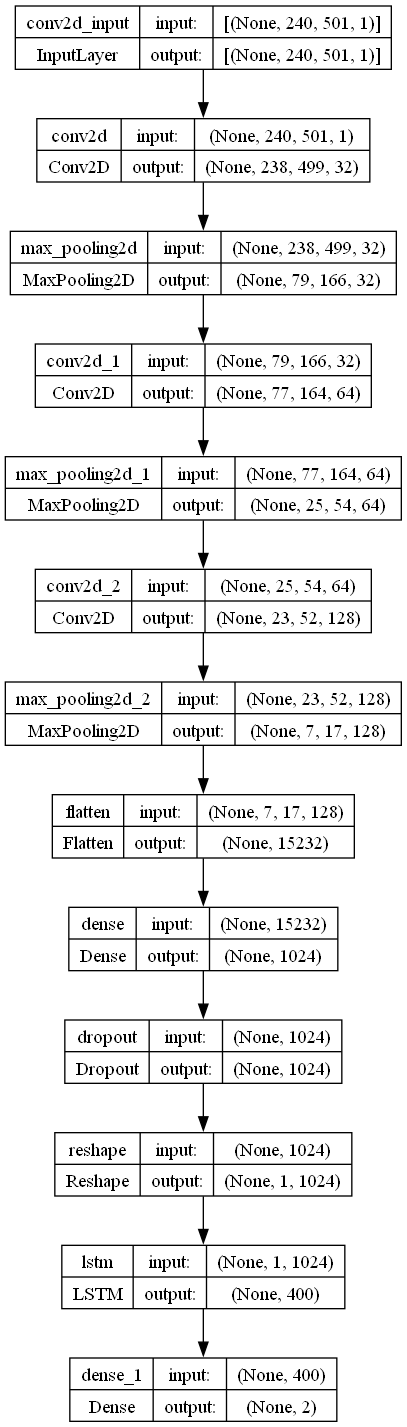 conv2d_input input: [(None, 240, 501, 1)]
InputLayer output: [(None, 240, 501, 1)]
conv2d input: (None, 240, 501, 1)
Conv2D output: (None, 238, 499, 32)
max_pooling2d input: (None, 238, 499, 32)
MaxPooling2D output: (None, 79, 166, 32)
conv2d_1 input: (None, 79, 166, 32)
Conv2D output: (None, 77, 164, 64)
max_pooling2d_1 input: (None, 77, 164, 64)
MaxPooling2D output: (None, 25, 54, 64)
conv2d_2 input: (None, 25, 54, 64)
Conv2D output: (None, 23, 52, 128)
max_pooling2d_2 input: (None, 23, 52, 128)
MaxPooling2D output: (None, 7, 17, 128)
flatten input: (None, 7, 17, 128)
Flatten output: (None, 15232)
dense input: (None, 15232)
Dense output: (None, 1024)
dropout input: (None, 1024)
Dropout output: (None, 1024)
reshape input: (None, 1024)
Reshape output: (None, 1, 1024)
lstm input: (None, 1, 1024)
LSTM output: (None, 400)
dense_1 input: (None, 400)
Dense output: (None, 2)